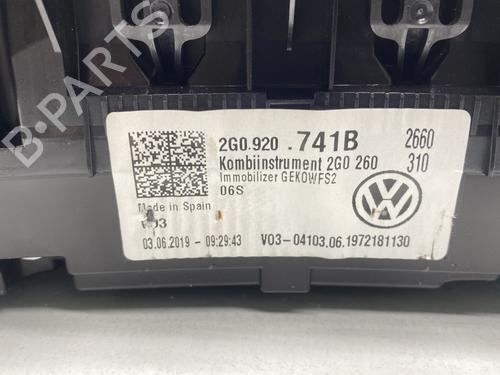 B-PARTS
2G0.920 .741B 2660
Kombiinstrument 2G0 260 310
Immobilizer GEKOWFS2
06S
Made in Spain
V03
03.06.2019 - 09:29:43 V03-04103.06.1972181130